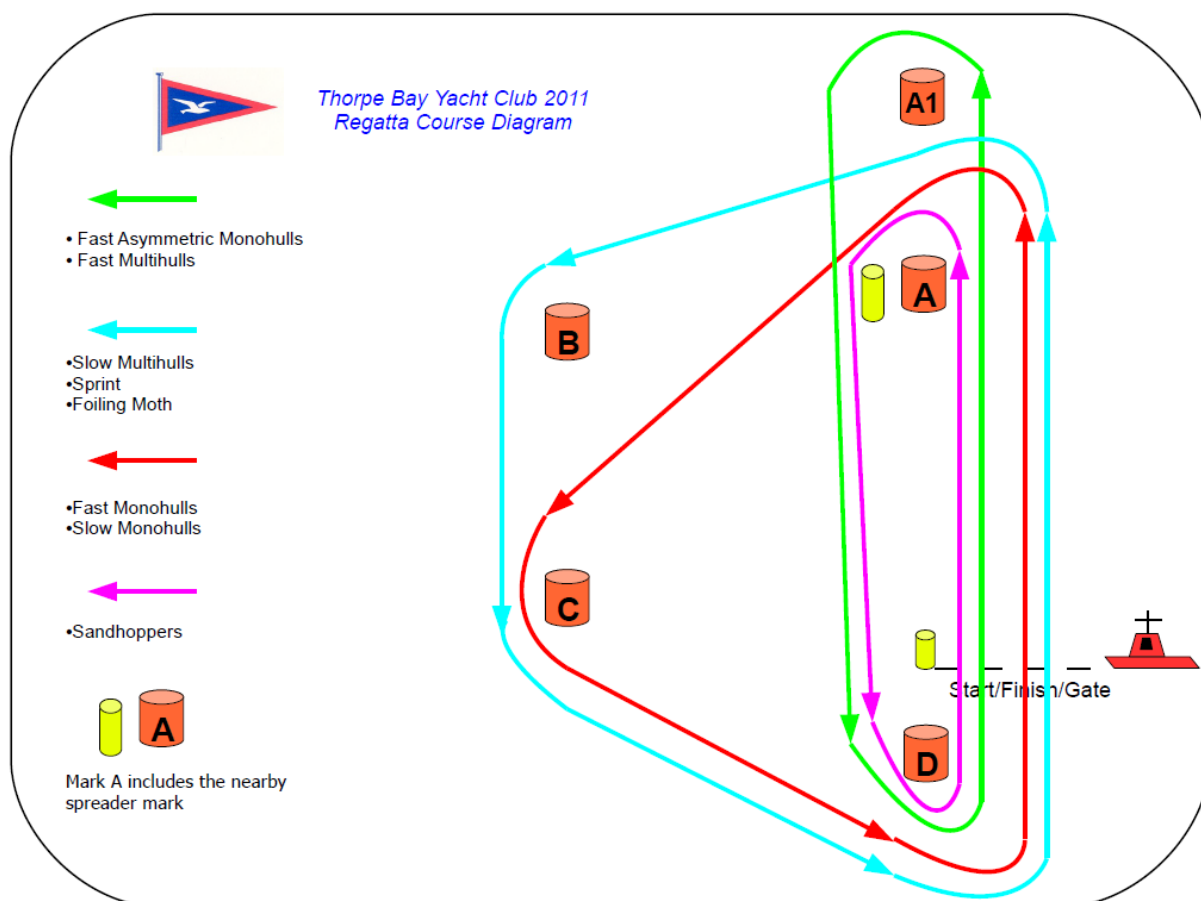 Thorpe Bay Yacht Club 2011
Regatta Course Diagram
• Fast Asymmetric Monohulls
• Fast Multihulls
•Slow Multihulls
•Sprint
•Foiling Moth
•Fast Monohulls
•Slow Monohulls
•Sandhoppers
A
Mark A includes the nearby
spreader mark
A1
A
B
C
Start/Finish/Gate
D